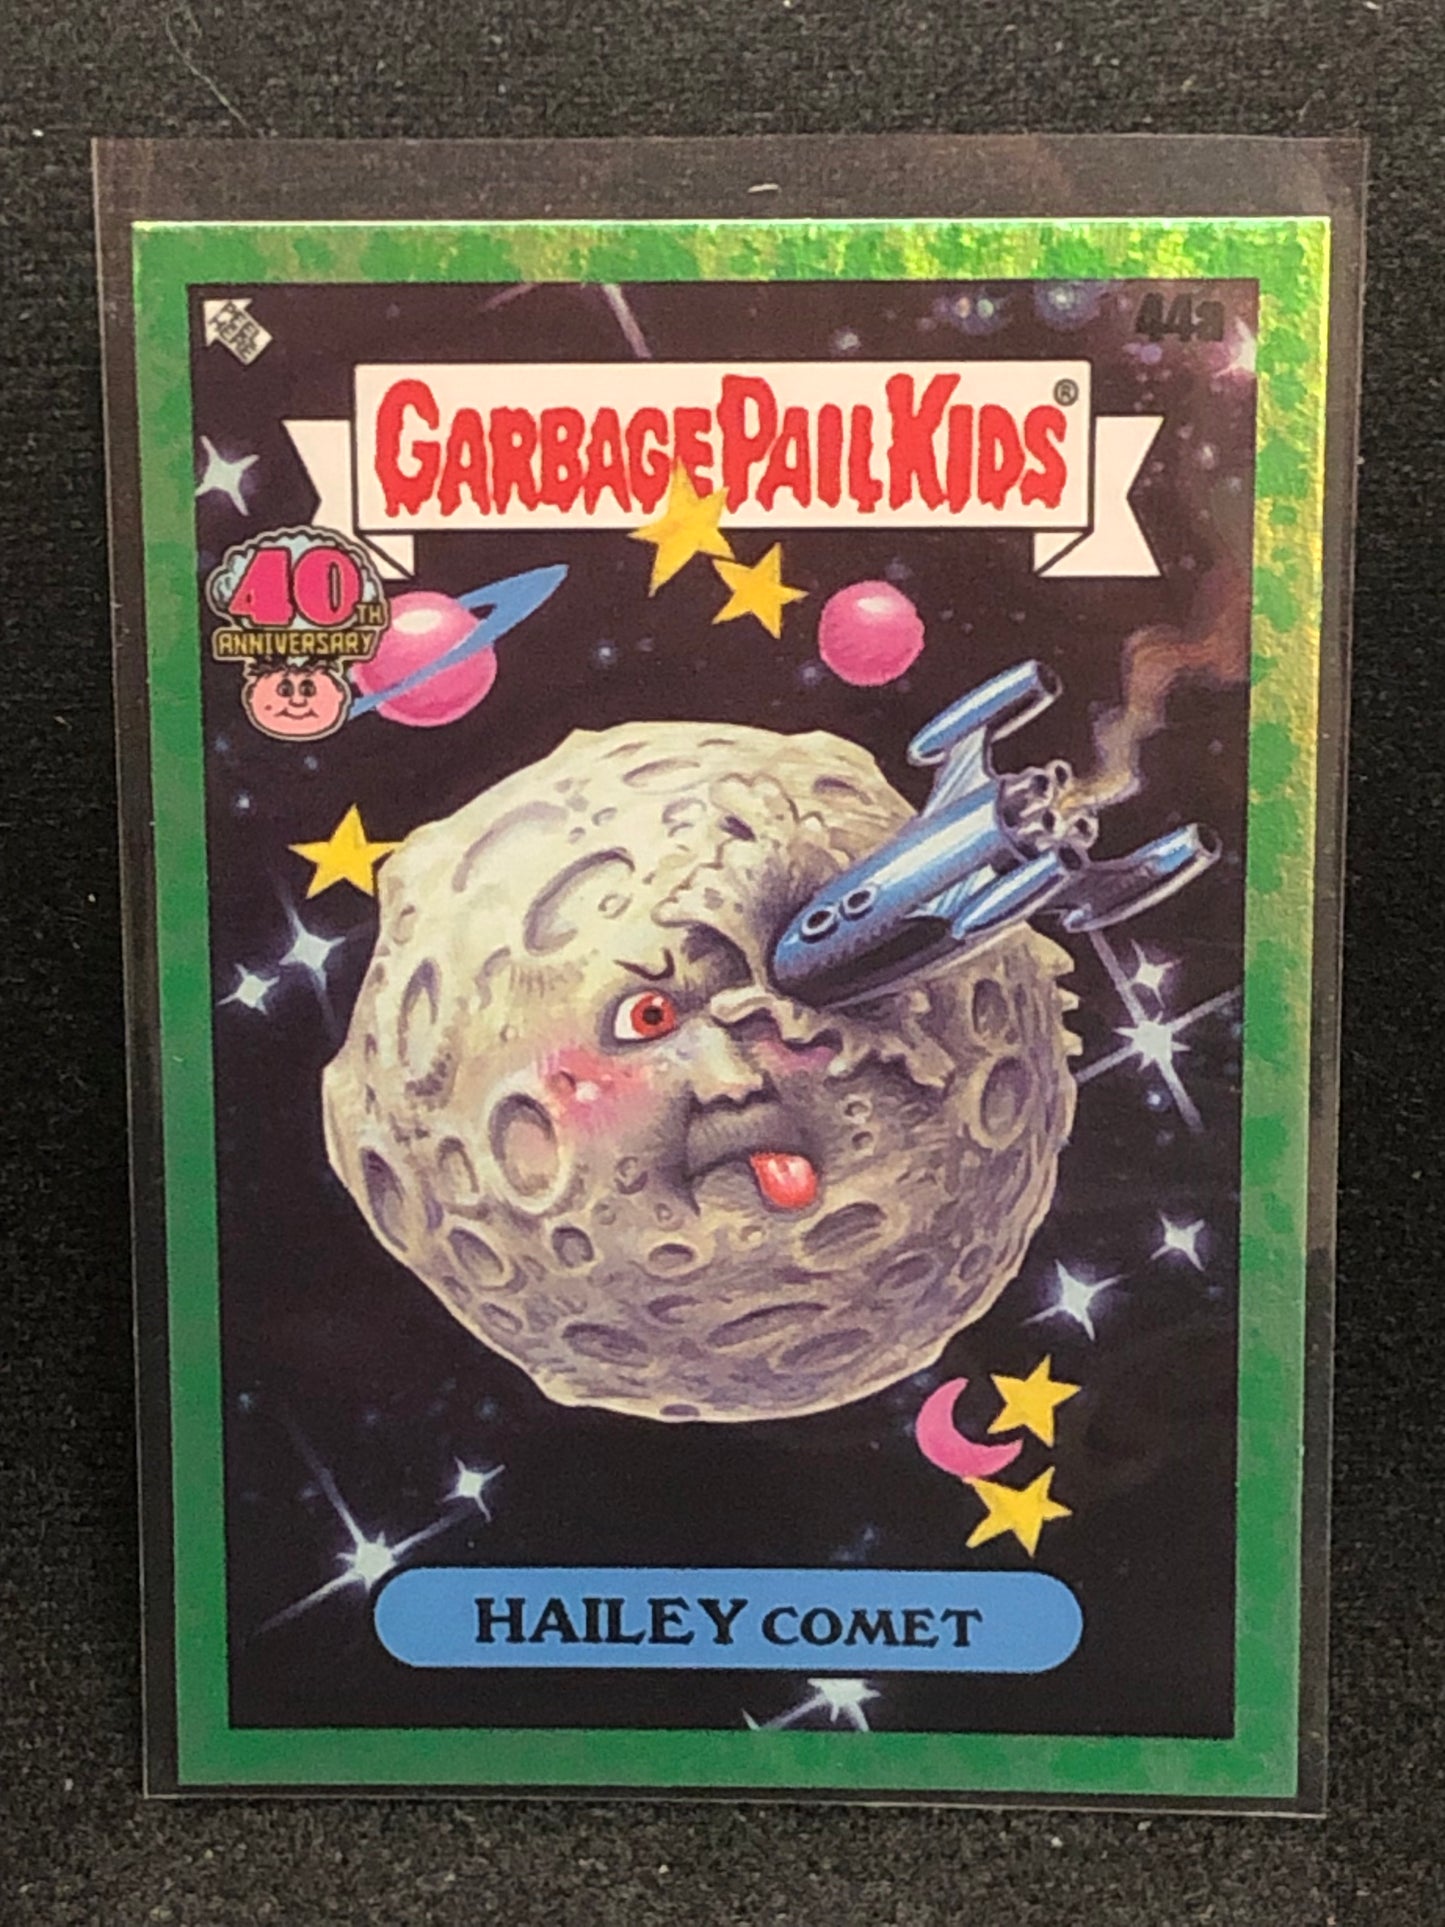 44a
GARBAGE PAIL KIDS®
40TH
ANNIVERSARY
HAILEY COMET